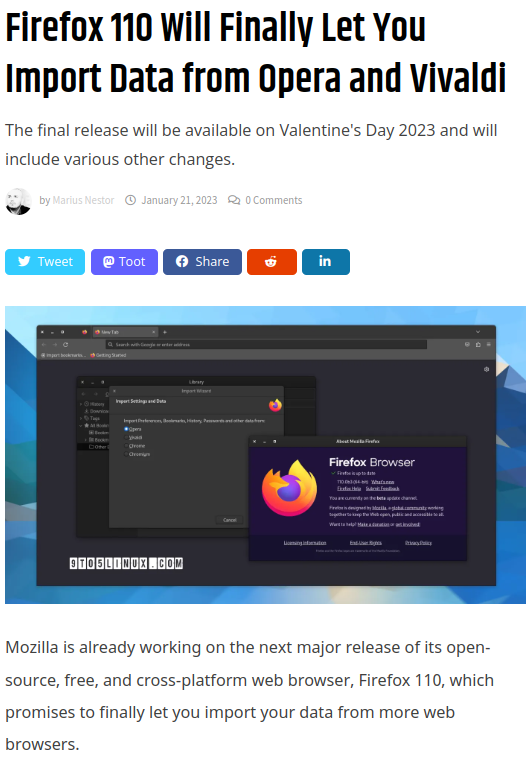 Firefox 110 Will Finally Let You
Import Data from Opera and Vivaldi
The final release will be available on Valentine's Day 2023 and will
include various other changes.
by Marius Nestor January 21, 2023 0 Comments
Tweet Toot Share in
New Tab
Search with Google or enter address
Import bookmarks... Getting Started
Library
Import Wizard
Import Settings and Data
History
Tags
Import Preferences, Bookmarks, History, Passwords and other data from:
Opera
Vivaldi
Chrome
Chromium
Cancel
About Mozilla Firefox
Firefox Browser
Firefox is up to date
110.0b3 (64-bit) What's new
Firefox Help Submit Feedback
You are currently on the beta update channel.
Firefox is designed by Mozilla, a global community working
together to keep the Web open, public and accessible to all.
Want to help? Make a donation or get involved!
Licensing Information End-User Rights Privacy Policy
9TO5LINUX.COM
Mozilla is already working on the next major release of its open-
source, free, and cross-platform web browser, Firefox 110, which
promises to finally let you import your data from more web
browsers.